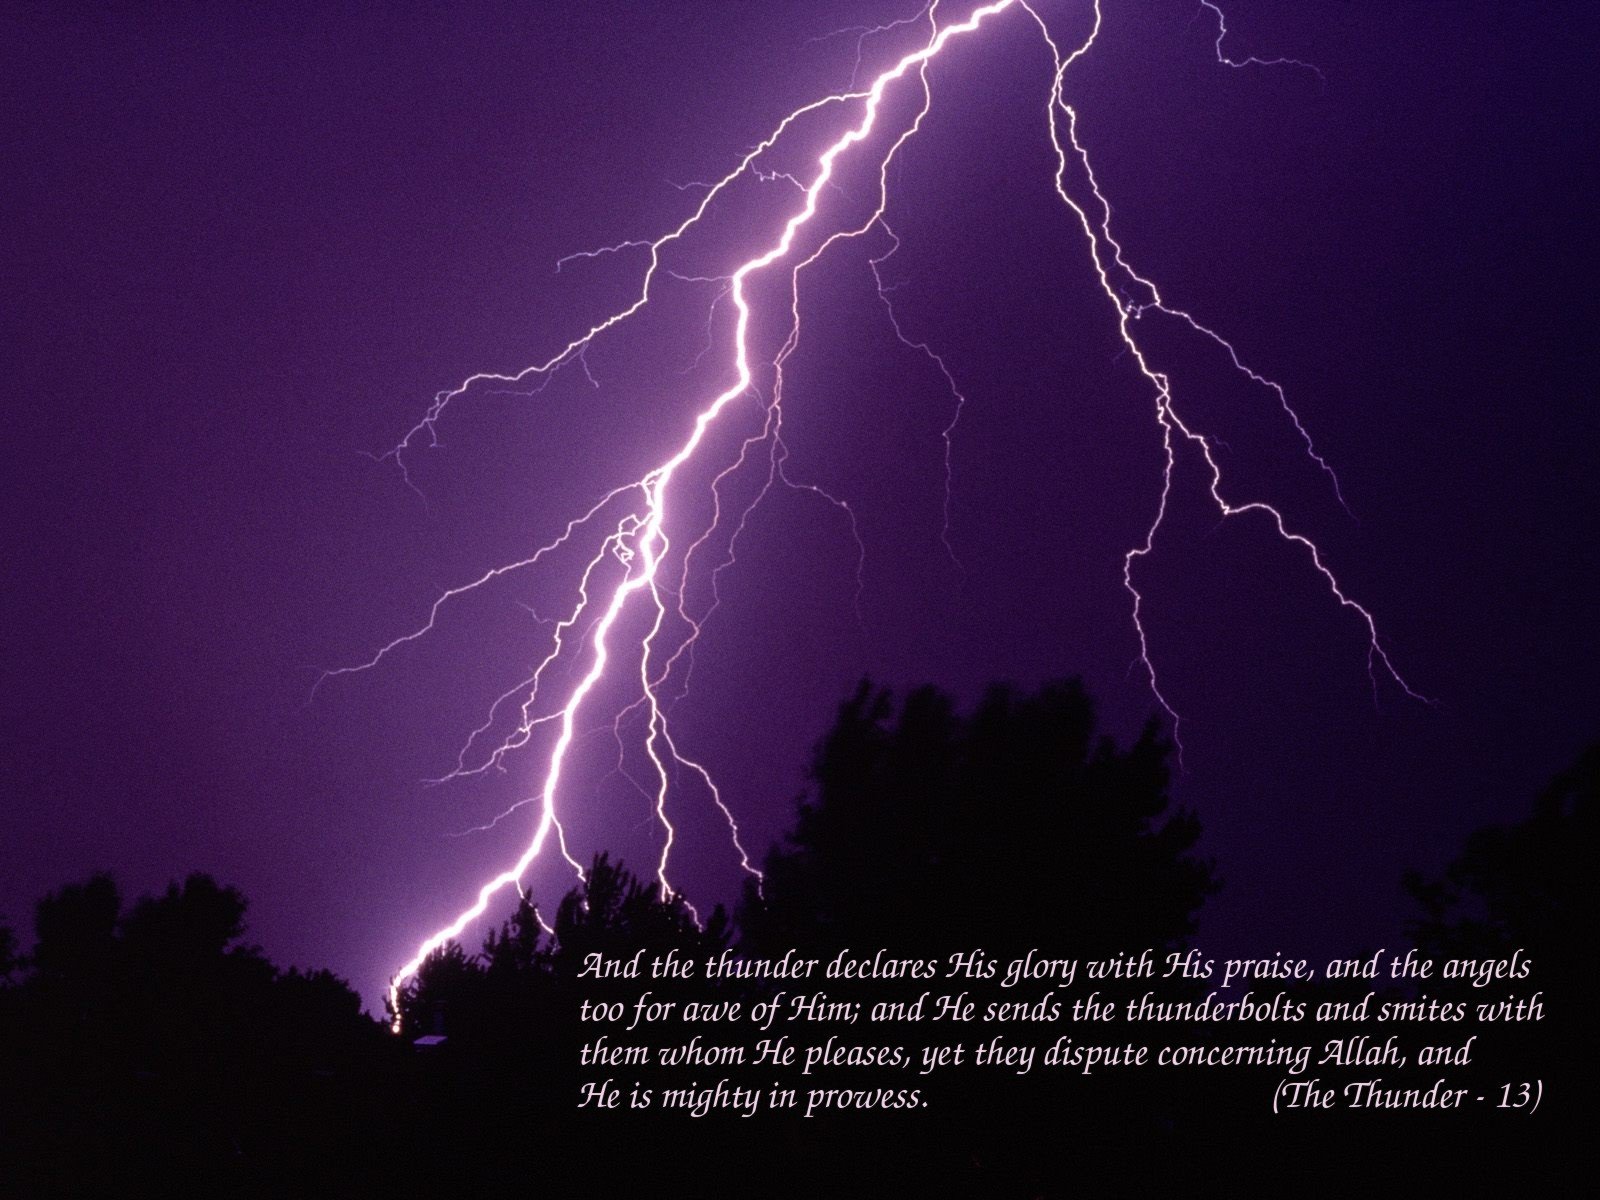 And the thunder declares His glory with His praise, and the angels
too for awe of Him; and He sends the thunderbolts and smites with
them whom He pleases, yet they dispute concerning Allah, and
He is mighty in prowess. (The Thunder - 13)